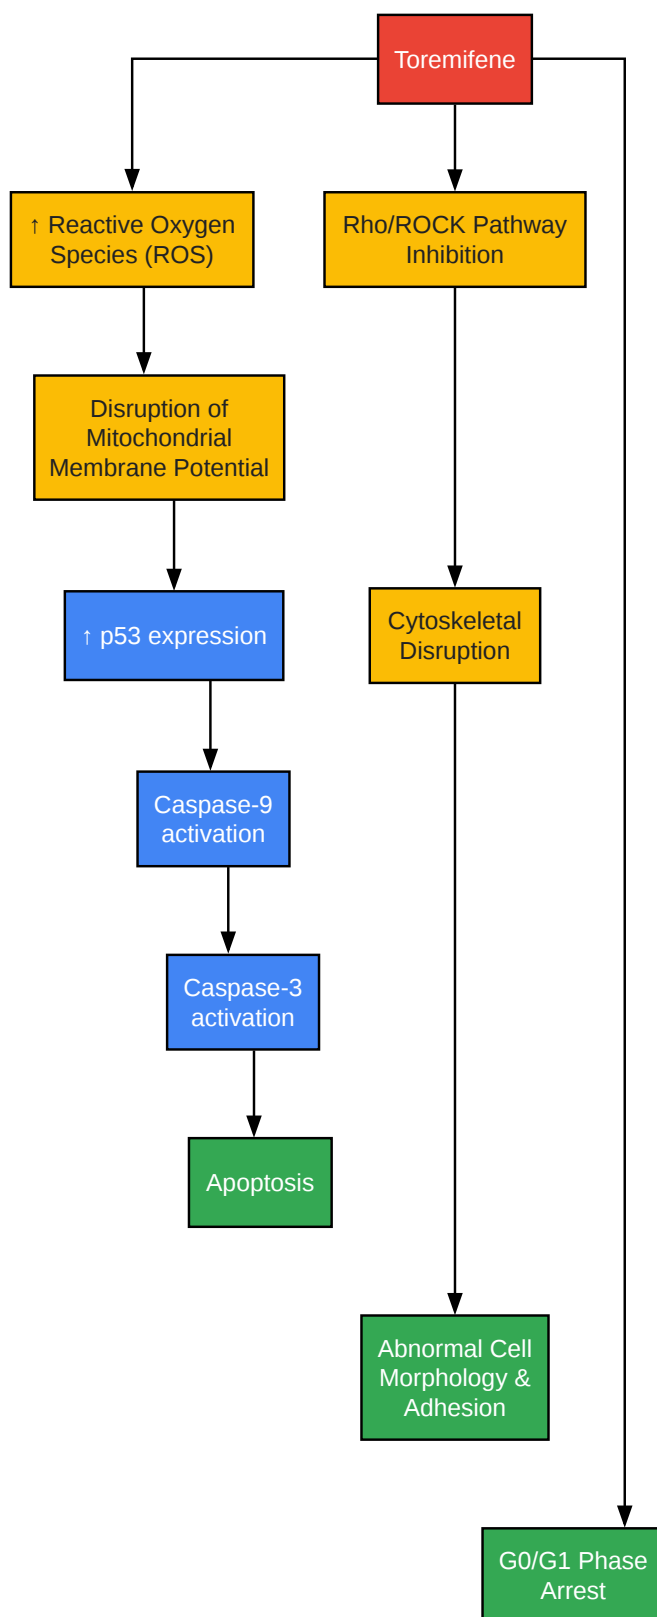 Toremifene
↑ Reactive Oxygen
Species (ROS)
Rho/ROCK Pathway
Inhibition
Disruption of
Mitochondrial
Membrane Potential
↑ p53 expression
Cytoskeletal
Disruption
Caspase-9
activation
Caspase-3
activation
Apoptosis
Abnormal Cell
Morphology &
Adhesion
G0/G1 Phase
Arrest